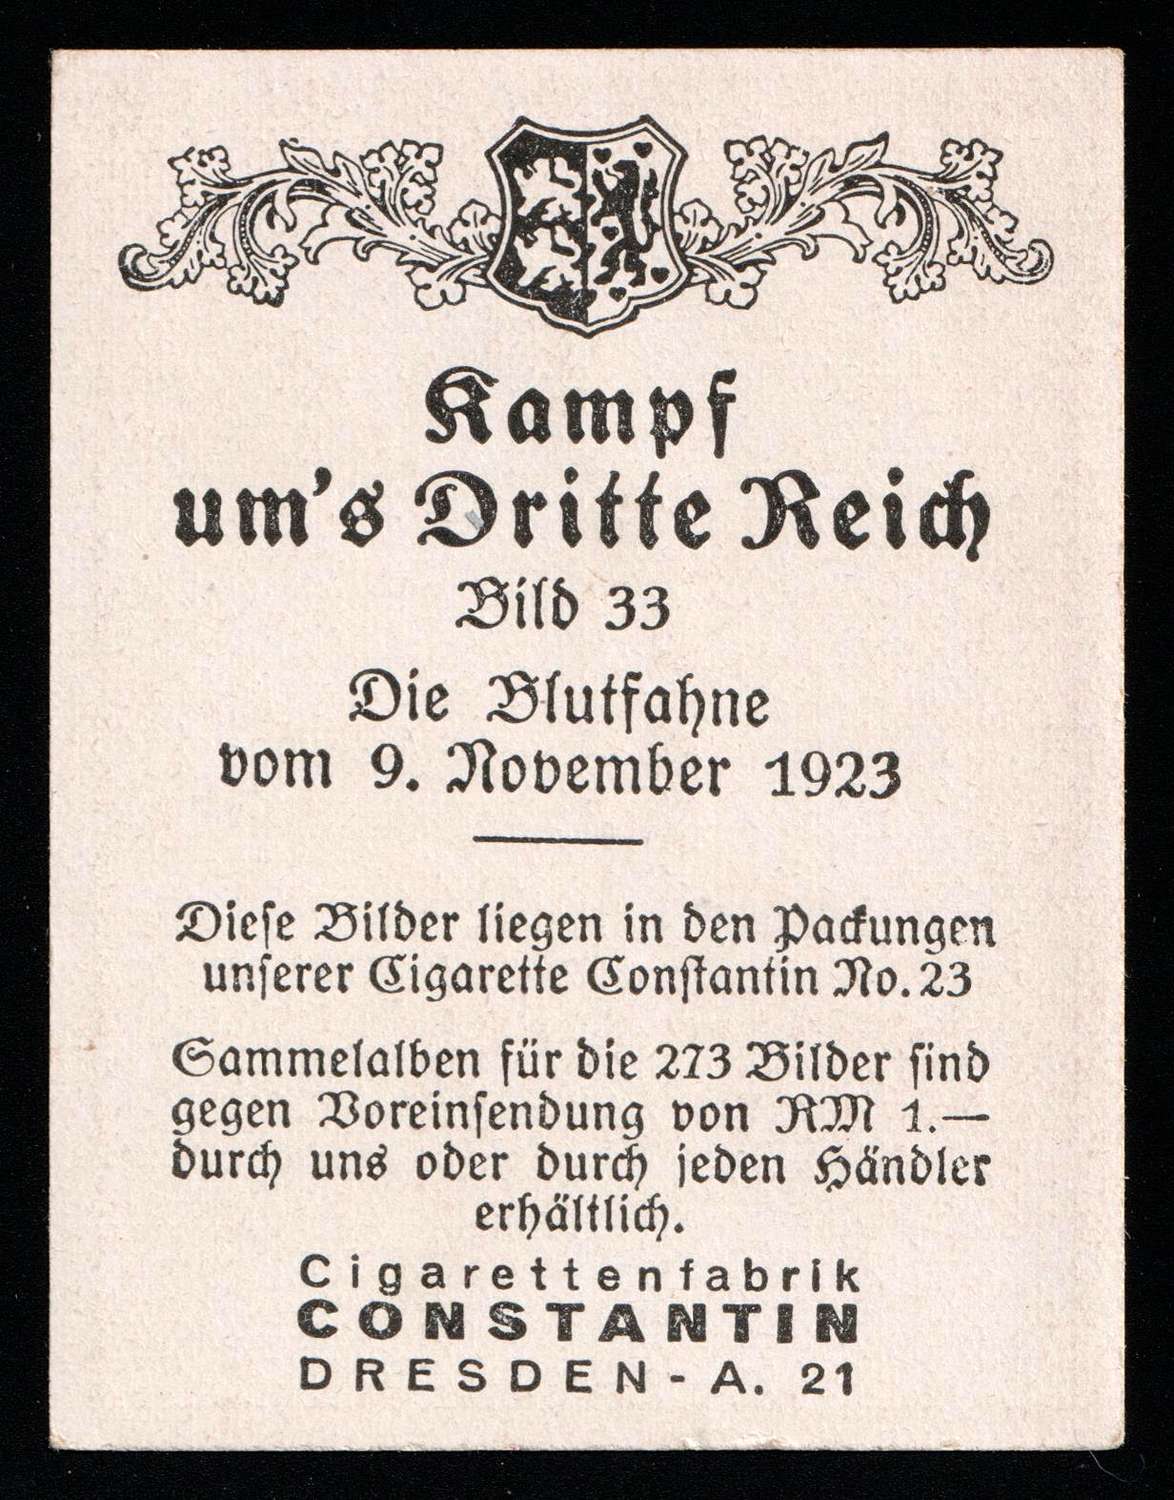 Kampf
um's Dritte Reich
Bild 33
Die Blutfahne
vom 9. November 1923
Diese Bilder liegen in den Packungen
unserer Cigarette Constantin No. 23
Sammelalben für die 273 Bilder sind
gegen Voreinsendung von RM 1.—
durch uns oder durch jeden Händler
erhältlich.
Cigarettenfabrik
CONSTANTIN
DRESDEN-A. 21